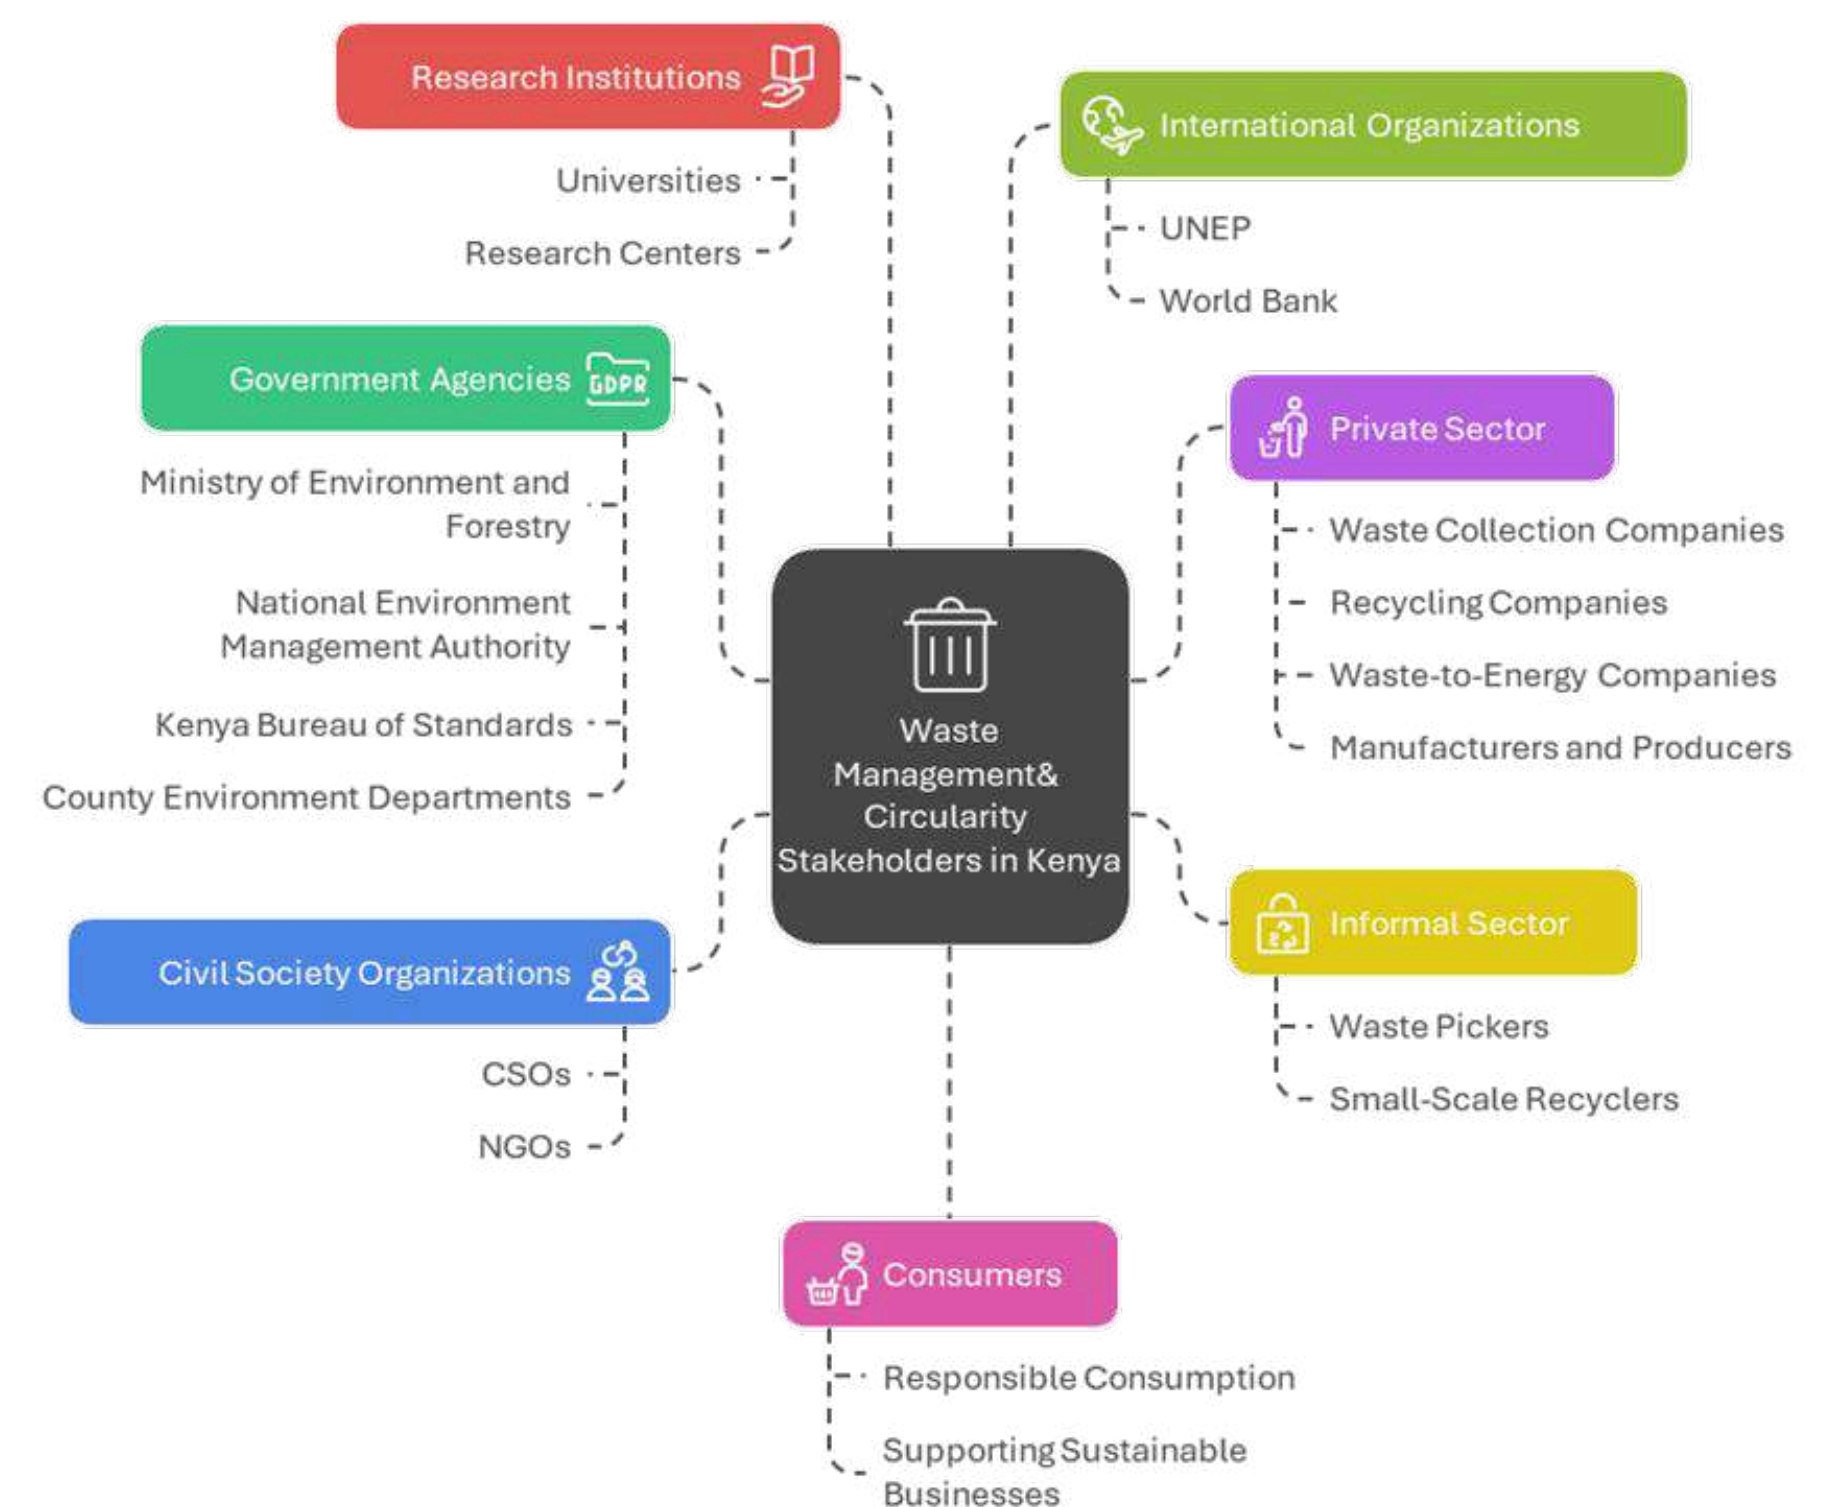 Research Institutions
Universities
Research Centers
International Organizations
UNEP
World Bank
Government Agencies
GDPR
Ministry of Environment and
Forestry
National Environment
Management Authority
Kenya Bureau of Standards
County Environment Departments
Private Sector
Waste Collection Companies
Recycling Companies
Waste-to-Energy Companies
Manufacturers and Producers
Waste
Management&
Circularity
Stakeholders in Kenya
Civil Society Organizations
CSOs
NGOs
Informal Sector
Waste Pickers
Small-Scale Recyclers
Consumers
Responsible Consumption
Supporting Sustainable
Businesses